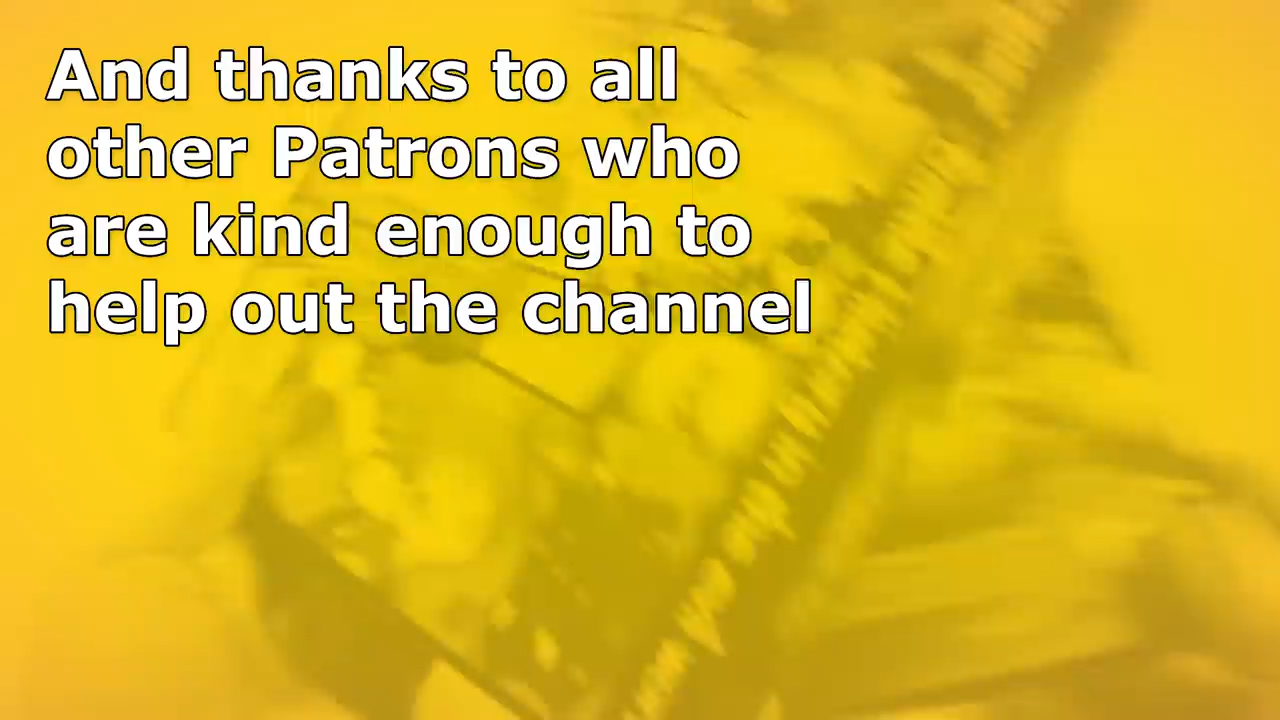 And thanks to all
other Patrons who
are kind enough to
help out the channel